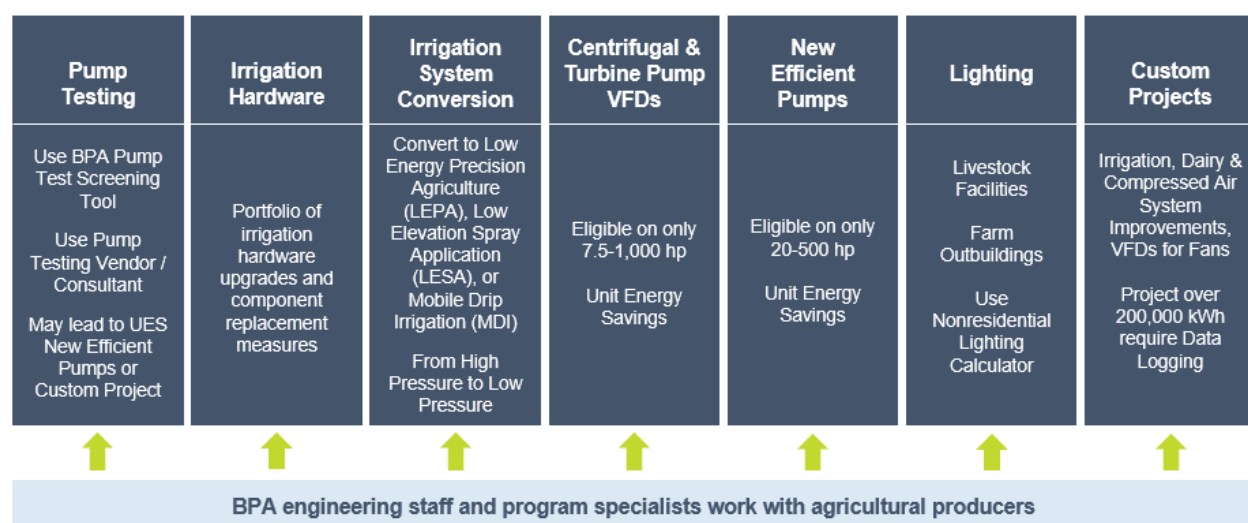 Pump
Testing
Use BPA Pump
Test Screening
Tool
Use Pump
Testing Vendor /
Consultant
May lead to UES
New Efficient
Pumps or
Custom Project
Irrigation
Hardware
Portfolio of
irrigation
hardware
upgrades and
component
replacement
measures
Irrigation
System
Conversion
Convert to Low
Energy Precision
Agriculture
(LEPA), Low
Elevation Spray
Application
(LESA), or
Mobile Drip
Irrigation (MDI)
From High
Pressure to Low
Pressure
Centrifugal &
Turbine Pump
VFDs
Eligible on only
7.5-1,000 hp
Unit Energy
Savings
New
Efficient
Pumps
Eligible on only
20-500 hp
Unit Energy
Savings
Lighting
Livestock
Facilities
Farm
Outbuildings
Use
Nonresidential
Lighting
Calculator
Custom
Projects
Irrigation, Dairy &
Compressed Air
System
Improvements,
VFDs for Fans
Project over
200,000 kWh
require Data
Logging
BPA engineering staff and program specialists work with agricultural producers